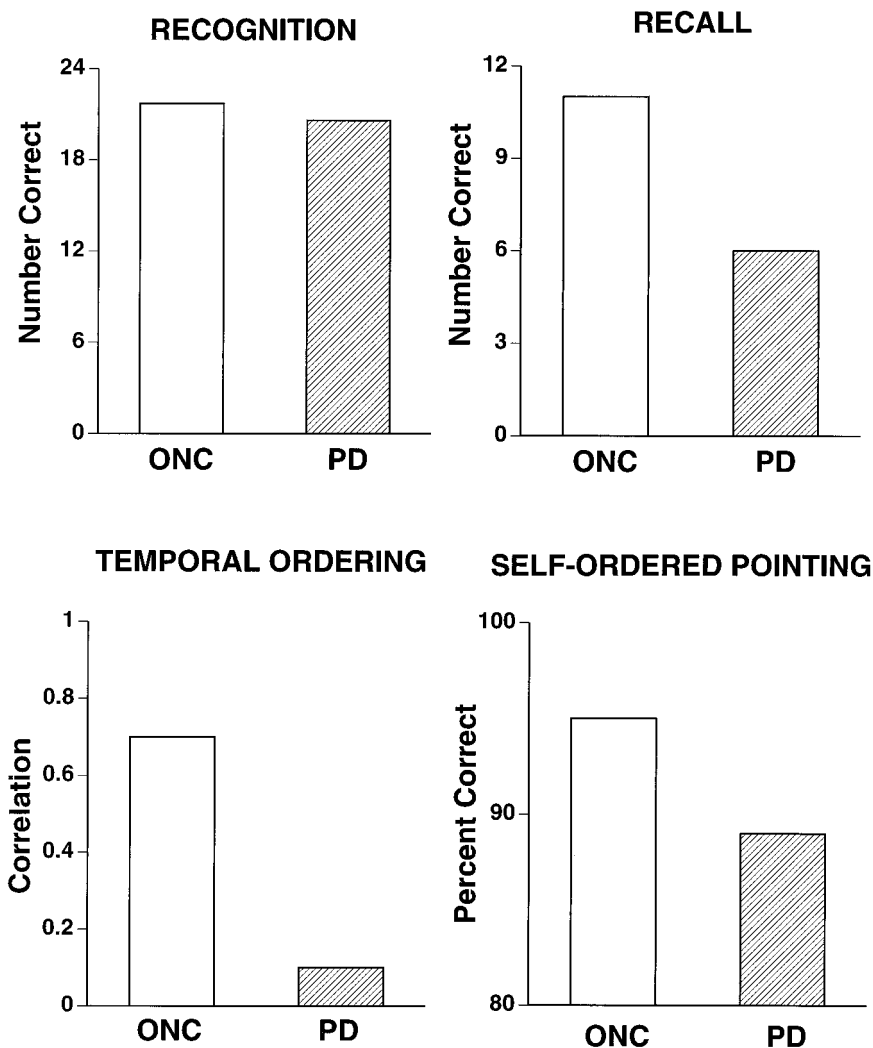 RECOGNITION
Number Correct
24
18
12
6
0
ONC PD
RECALL
Number Correct
12
9
6
3
0
ONC PD
TEMPORAL ORDERING
Correlation
1
0.8
0.6
0.4
0.2
0
ONC PD
SELF-ORDERED POINTING
Percent Correct
100
90
80
ONC PD